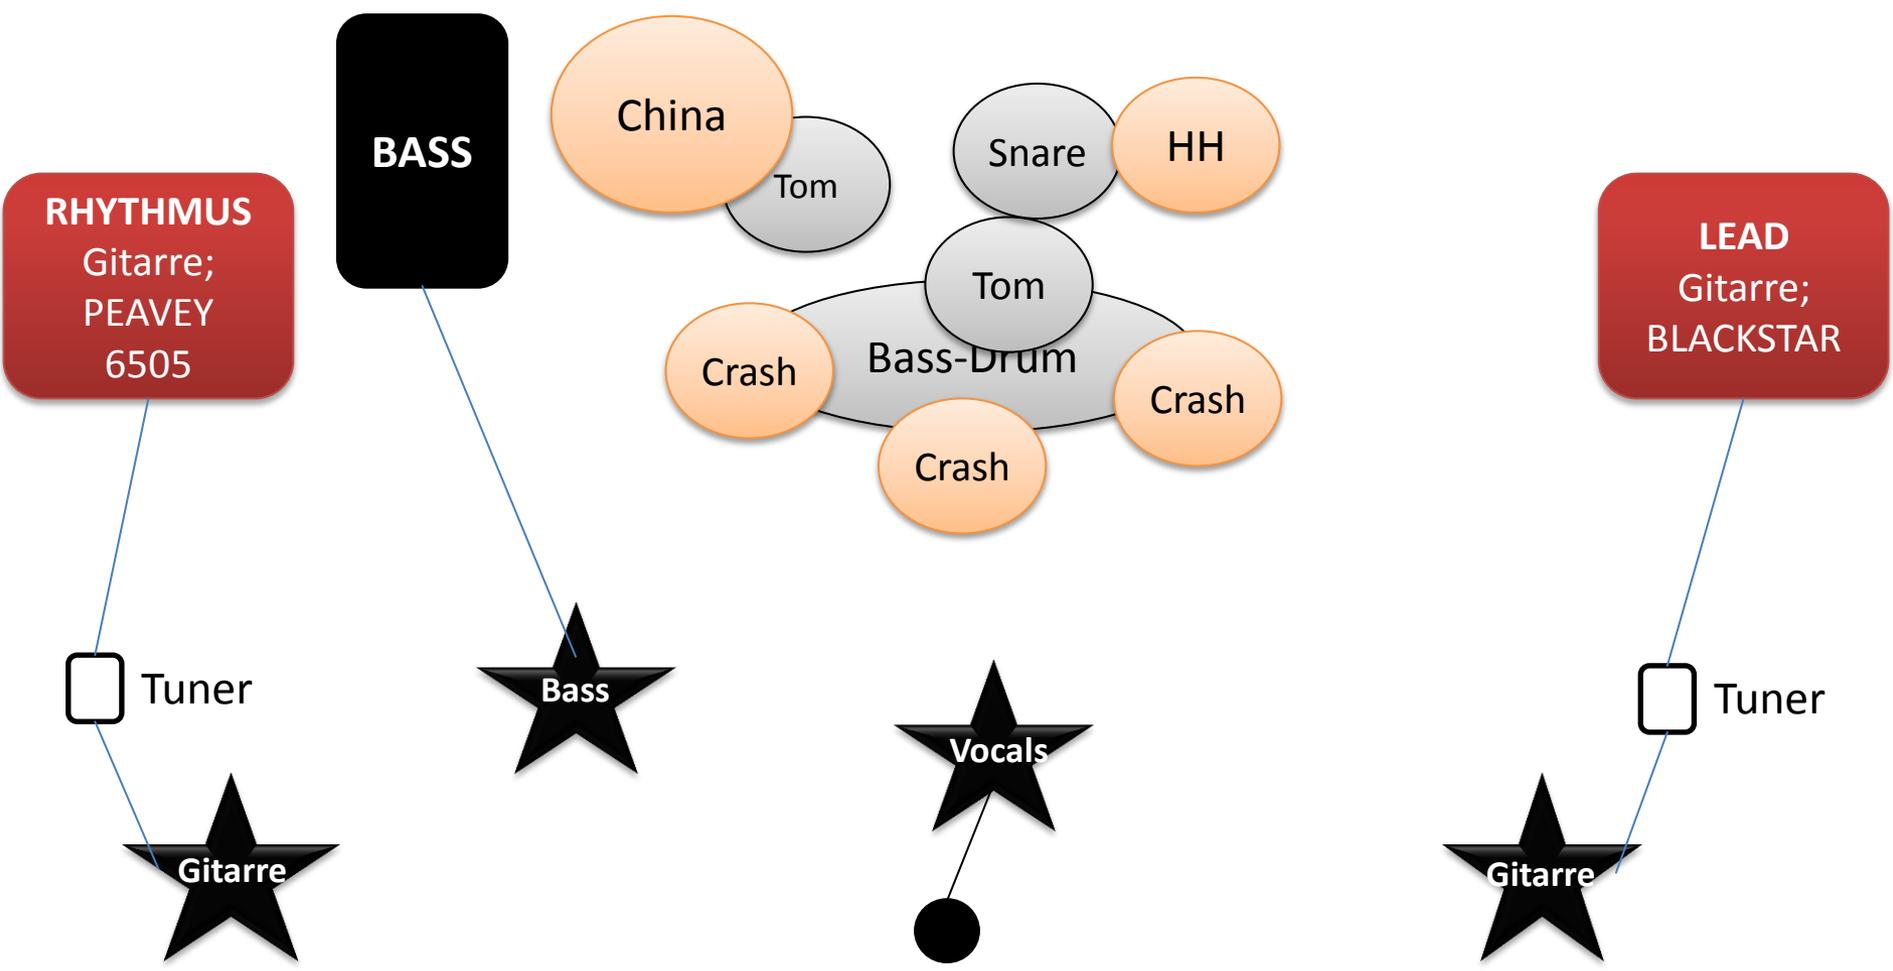 BASS
China
Tom
Snare
HH
RHYTHMUS
Gitarre;
PEAVEY
6505
Tom
Bass-Drum
Crash
Crash
Crash
LEAD
Gitarre;
BLACKSTAR
Tuner
Bass
Vocals
Tuner
Gitarre
Gitarre